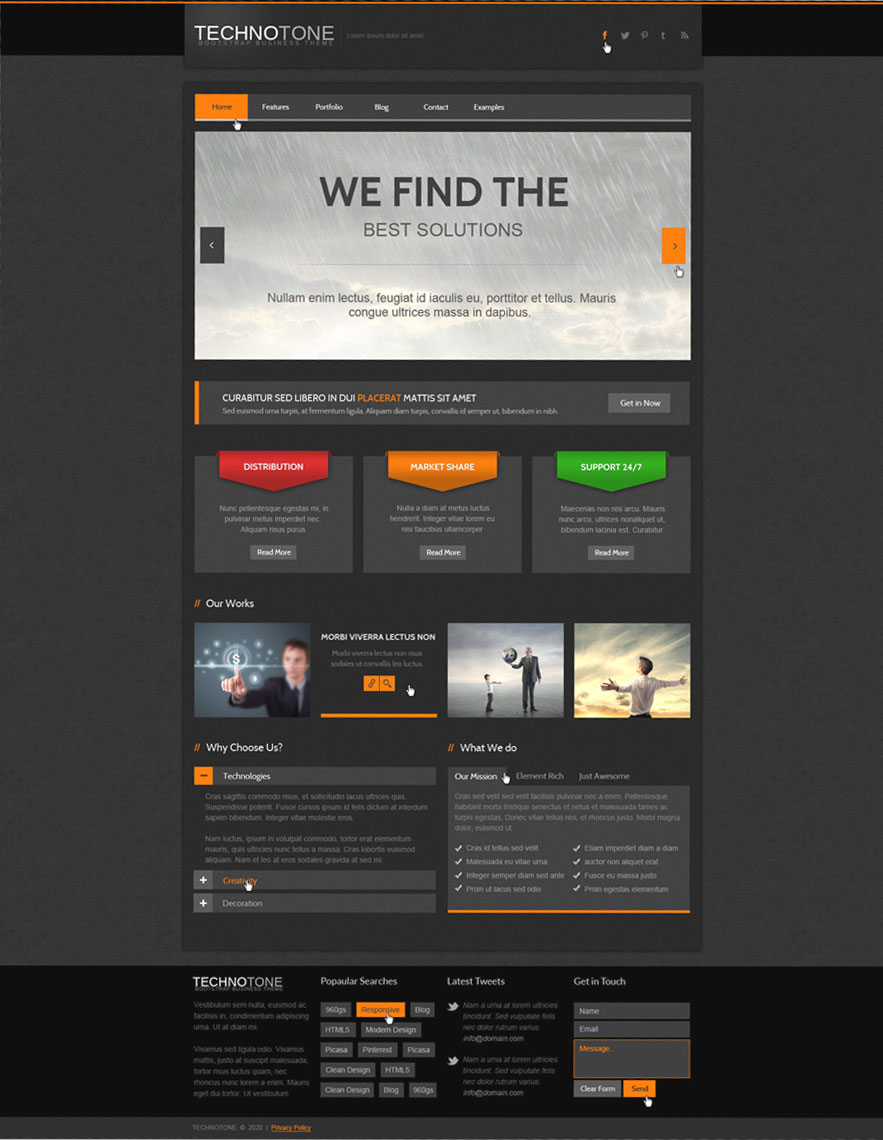 TECHNOTONE
BOOTSTRAP BUSINESS THEME
Lorem ipsum dolor sit amet
Home Features Portfolio Blog Contact Examples
WE FIND THE
BEST SOLUTIONS
Nullam enim lectus, feugiat id iaculis eu, porttitor et tellus. Mauris
congue ultrices massa in dapibus.
CURABITUR SED LIBERO IN DUI PLACERAT MATTIS SIT AMET
Sed euismod urna turpis, at fermentum ligula. Aliquam diam turpis, convallis id semper ut, bibendum in nibh.
Get in Now
DISTRIBUTION
Nunc pellentesque egestas mi, in
pulvinar metus imperdiet nec.
Aliquam risus purus
Read More
MARKET SHARE
Nulla a diam at metus luctus
hendrerit. Integer vitae lorem eu
nisi faucibus ullamcorper
Read More
SUPPORT 24/7
Maecenas non nisi arcu. Mauris
nunc arcu, ultrices nonaliquet ut,
bibendum lacinia est. Curabitur
Read More
// Our Works
MORBI VIVERRA LECTUS NON
Morbi viverra lectus non risus
sodales ut convallis leo luctus.
// Why Choose Us?
Technologies
Cras sagittis commodo risus, et sollicitudin lacus ultrices quis.
Suspendisse potenti. Fusce cursus ipsum id felis dictum at interdum
sapien bibendum. Integer vitae molestie eros.
Nam luctus, ipsum in volutpat commodo, tortor erat elementum
mauris, quis ultricies nunc tellus a massa. Cras lobortis euismod
aliquam. Nam et leo at eros sodales gravida at sed mi
Creativity
Decoration
// What We do
Our Mission Element Rich Just Awesome
Cras sed velit sed velit facilisis pulvinar nec a enim. Pellentesque
habitant morbi tristique senectus et netus et malesuada fames ac
turpis egestas. Donec vitae tellus nisi, et rhoncus justo. Morbi magna
dolor, euismod ut
Cras id tellus sed velit
Malesuada eu vitae urna
Integer semper diam sed ante
Proin ut lacus sed odio
Etiam imperdiet diam a diam
auctor non aliquet erat
Fusce eu massa justo
Proin egestas elementum
TECHNOTONE
BOOTSTRAP BUSINESS THEME
Vestibulum sem nulla, euismod ac
facilisis in, condimentum adipiscing
urna. Ut at diam mi.
Vivamus sed ligula odio. Vivamus
mattis, justo at suscipit malesuada,
tortor risus luctus quam, nec
rhoncus nunc lorem a enim. Mauris
eget dui tortor. ut vestibulum
Popaular Searches
960gs Responsive Blog
HTML5 Modern Design
Picasa Pinterest Picasa
Clean Design HTML5
Clean Design Blog 960gs
Latest Tweets
Nam a urna at lorem ultricies
tincidunt. Sed vulputate felis
nec dolor rutrum varius.
info@domain.com
Nam a urna at lorem ultricies
tincidunt. Sed vulputate felis
nec dolor rutrum varius.
info@domain.com
Get in Touch
Name
Email
Message..
Clear Form Send
TECHNOTONE © 2020 | Privacy Policy